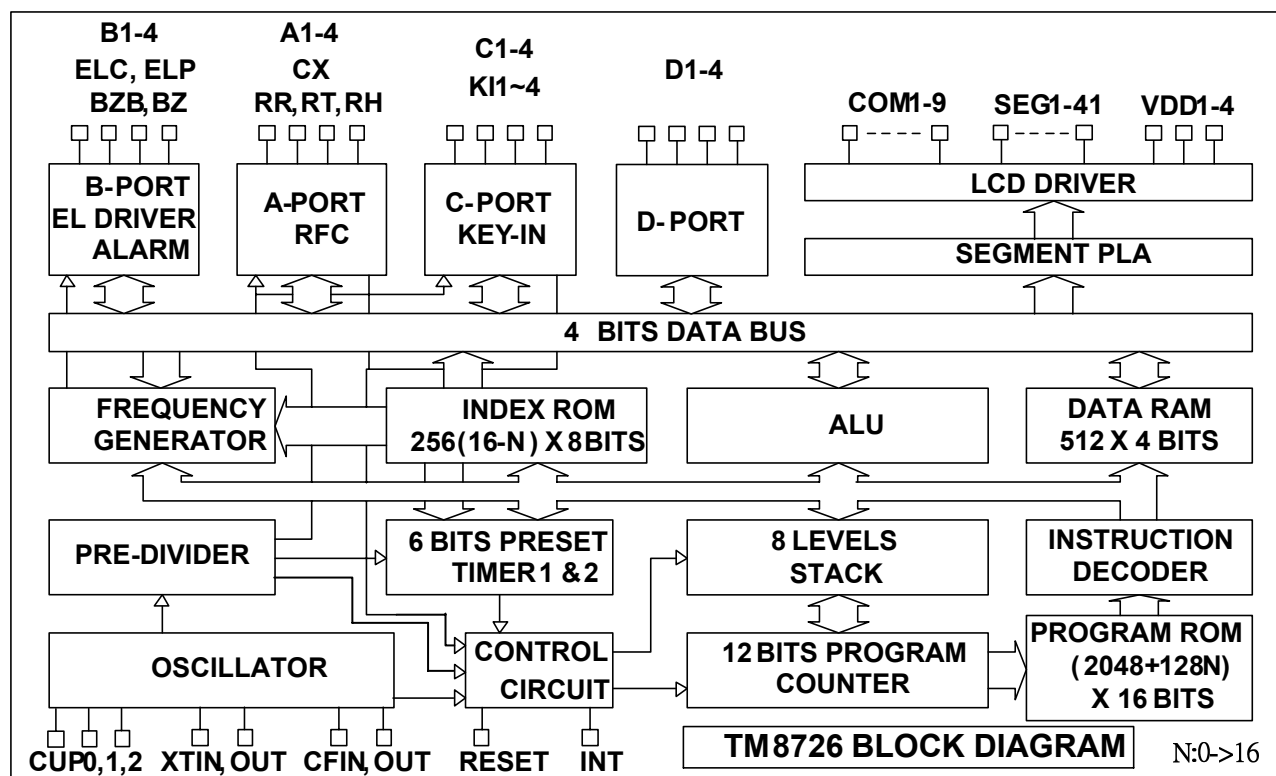 B1-4
ELC, ELP
BZB, BZ
A1-4
CX
RR, RT, RH
C1-4
KI1~4
D1-4
COM1-9
SEG1-41
VDD1-4
B-PORT
EL DRIVER
ALARM
A-PORT
RFC
C-PORT
KEY-IN
D-PORT
LCD DRIVER
SEGMENT PLA
4 BITS DATA BUS
FREQUENCY
GENERATOR
INDEX ROM
256(16-N) X 8BITS
ALU
DATA RAM
512 X 4 BITS
PRE-DIVIDER
6 BITS PRESET
TIMER 1 & 2
8 LEVELS
STACK
INSTRUCTION
DECODER
OSCILLATOR
CONTROL
CIRCUIT
12 BITS PROGRAM
COUNTER
PROGRAM ROM
(2048+128N)
X 16 BITS
CUP0,1,2
XTIN, OUT
CFIN, OUT
RESET
INT
TM8726 BLOCK DIAGRAM
N:0->16